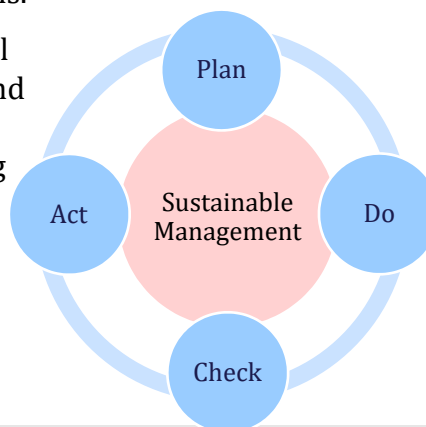 Plan
Act
Sustainable
Management
Do
Check